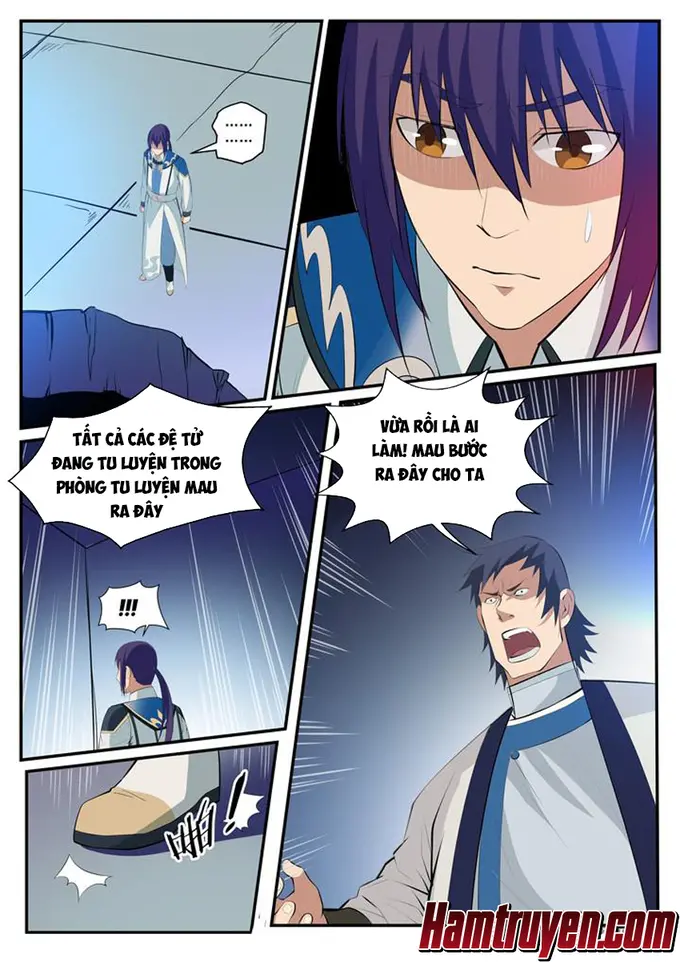 ......
......
TẤT CẢ CÁC ĐỆ TỬ
ĐANG TU LUYỆN TRONG
PHÒNG TU LUYỆN MAU
RA ĐÂY
!!!
VỪA RỒI LÀ AI
LÀM! MAU BƯỚC
RA ĐÂY CHO TA
啪!
Hamtruyen.com